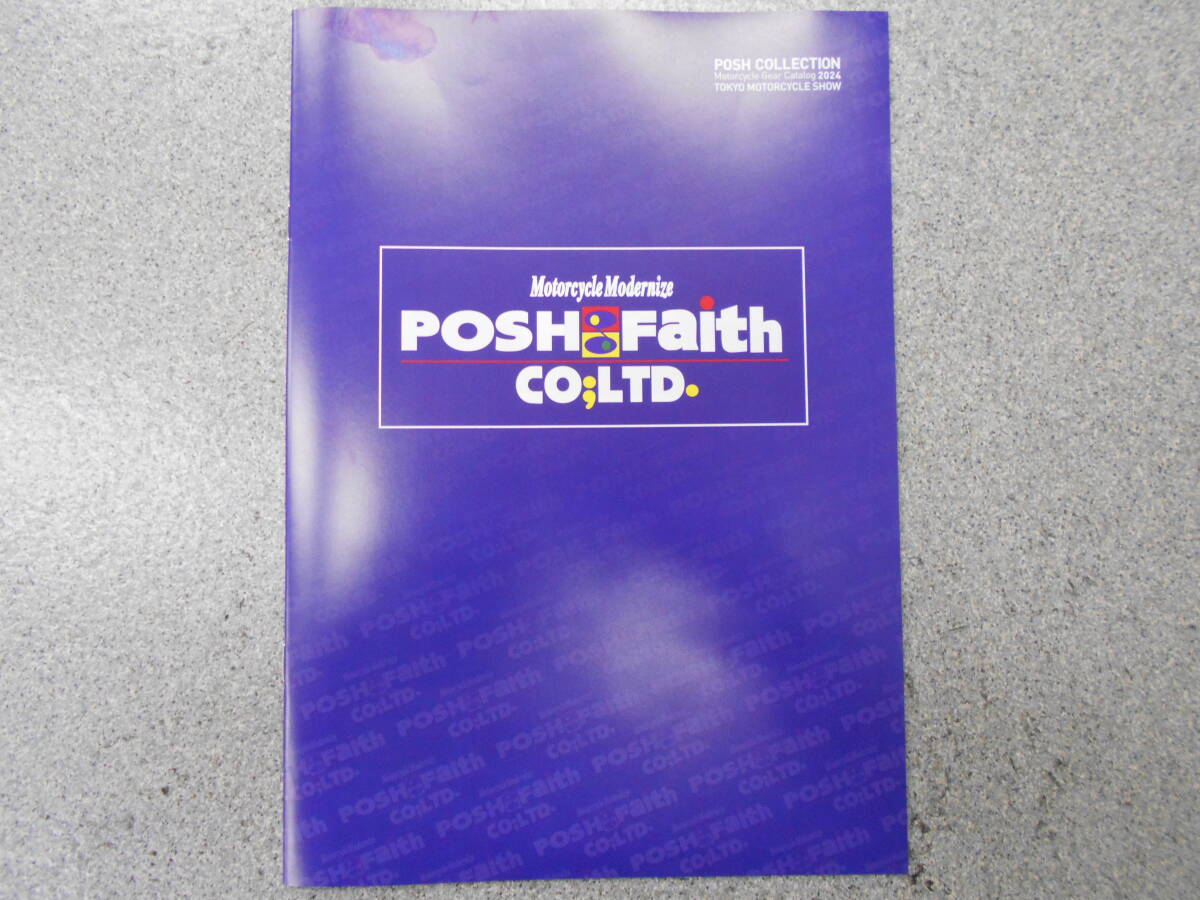 POSH COLLECTION
Motorcycle Gear Catalog 2024
TOKYO MOTORCYCLE SHOW
Motorcycle Modernize
POSH Faith
CO;LTD.